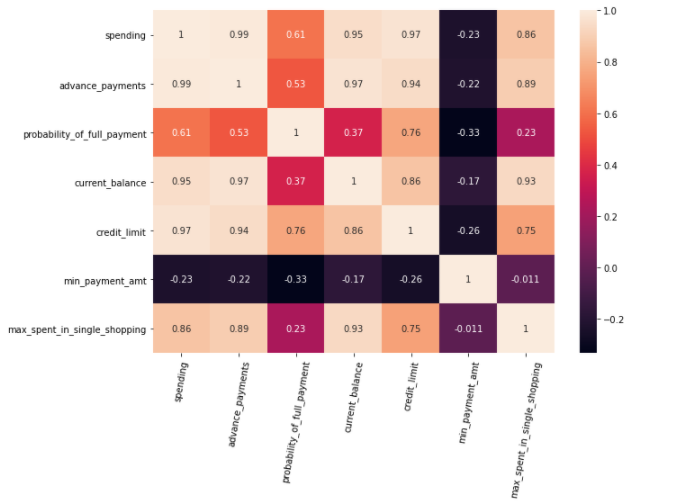 spending 1 0.99 0.61 0.95 0.97 -0.23 0.86
advance_payments 0.99 1 0.53 0.97 0.94 -0.22 0.89
probability_of_full_payment 0.61 0.53 1 0.37 0.76 -0.33 0.23
current_balance 0.95 0.97 0.37 1 0.86 -0.17 0.93
credit_limit 0.97 0.94 0.76 0.86 1 -0.26 0.75
min_payment_amt -0.23 -0.22 -0.33 -0.17 -0.26 1 -0.011
max_spent_in_single_shopping 0.86 0.89 0.23 0.93 0.75 -0.011 1
spending
advance_payments
probability_of_full_payment
current_balance
credit_limit
min_payment_amt
max_spent_in_single_shopping
1.0
0.8
0.6
0.4
0.2
0.0
−0.2